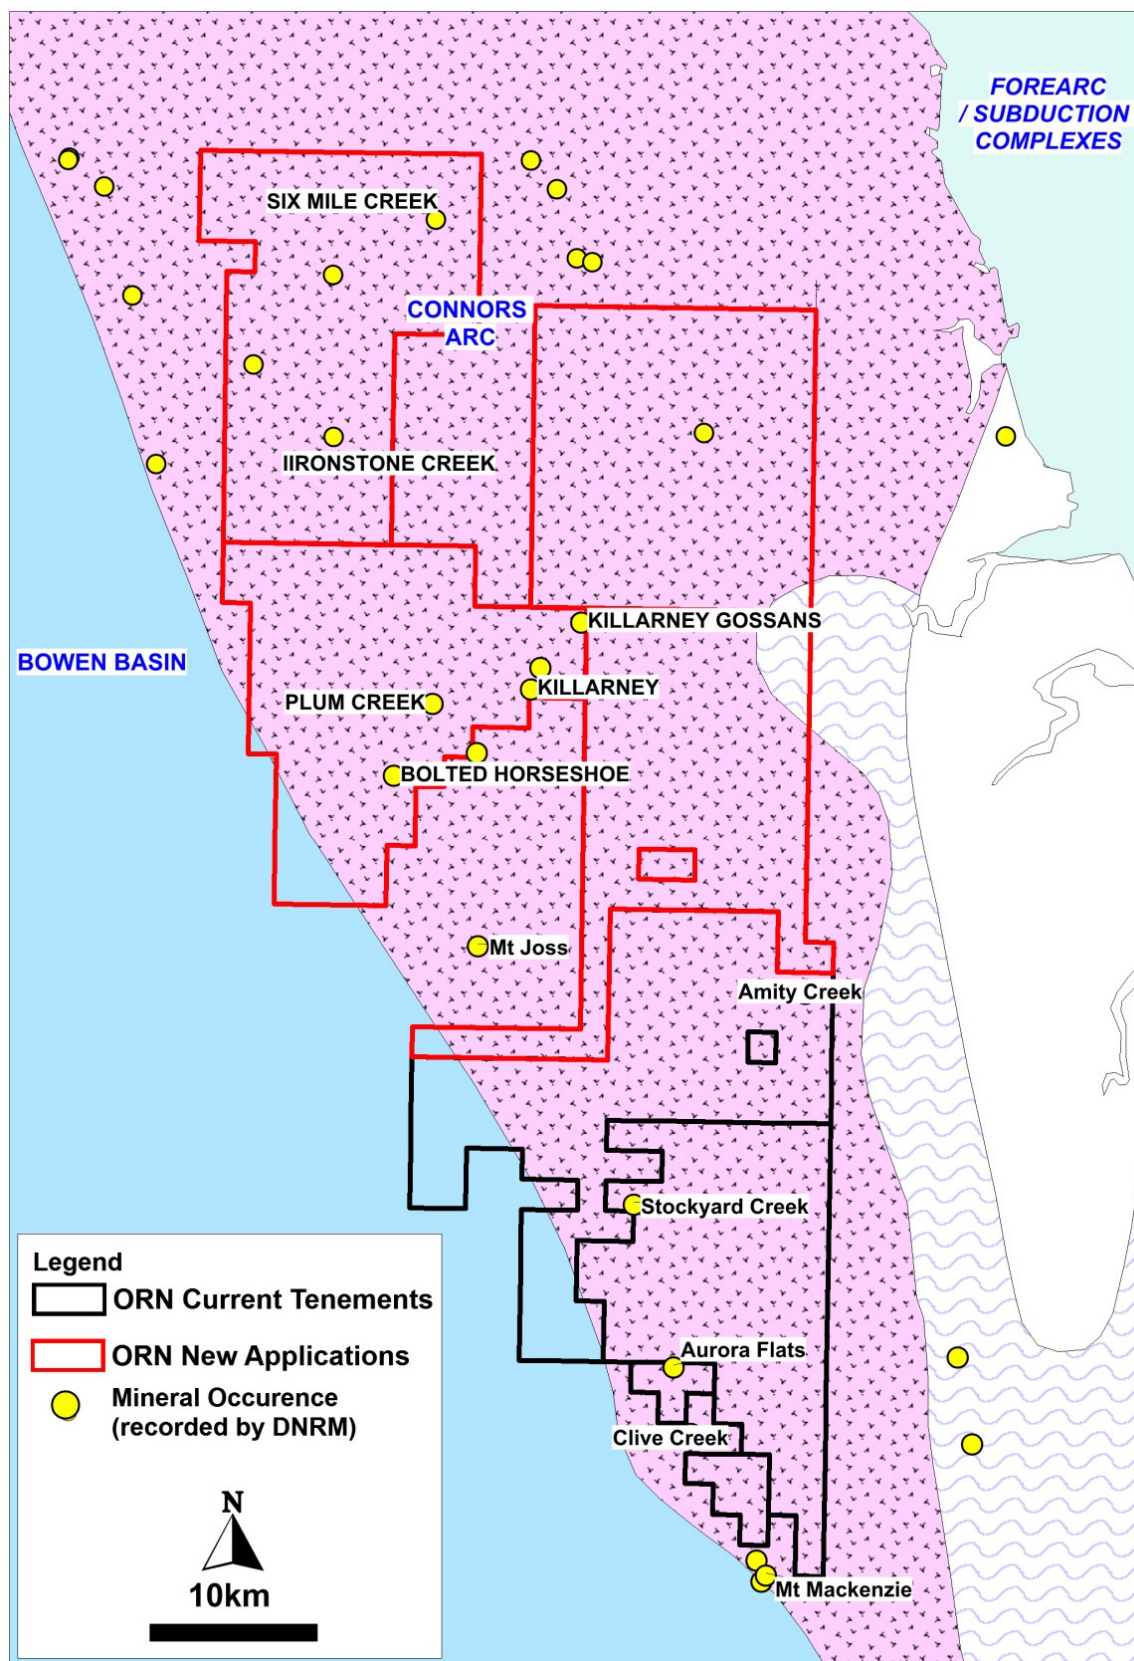 FOREARC
/ SUBDUCTION
COMPLEXES
SIX MILE CREEK
CONNORS
ARC
IIRONSTONE CREEK
KILLARNEY GOSSANS
BOWEN BASIN
KILLARNEY
PLUM CREEK
BOLTED HORSESHOE
Mt Joss
Amity Creek
Stockyard Creek
Legend
ORN Current Tenements
ORN New Applications
Mineral Occurence
(recorded by DNRM)
Aurora Flats
Clive Creek
N
10km
Mt Mackenzie